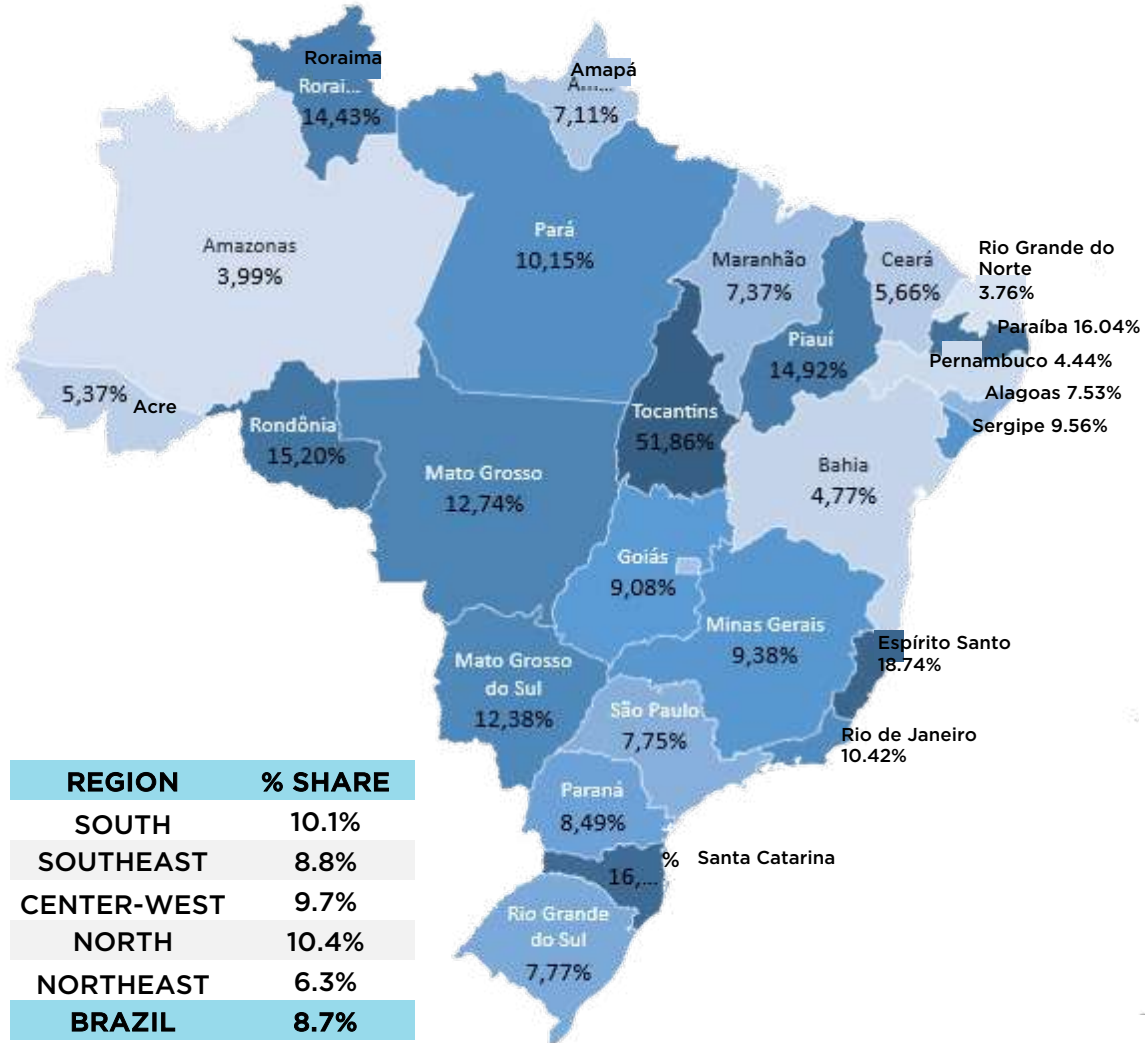 Roraima
Rorai...
14,43%
Amapá
A......
7,11%
Amazonas
3,99%
Pará
10,15%
Maranhão
7,37%
Ceará
5,66%
Rio Grande do
Norte
3.76%
Paraíba 16.04%
Piauí
14,92%
Pernambuco 4.44%
Alagoas 7.53%
Sergipe 9.56%
5,37%
Acre
Rondônia
15,20%
Tocantins
51,86%
Mato Grosso
12,74%
Bahia
4,77%
Goiás
9,08%
Minas Gerais
9,38%
Espírito Santo
18.74%
Mato Grosso
do Sul
12,38%
São Paulo
7,75%
Rio de Janeiro
10.42%
Paraná
8,49%
16,...
% Santa Catarina
Rio Grande
do Sul
7,77%
REGION % SHARE
SOUTH 10.1%
SOUTHEAST 8.8%
CENTER-WEST 9.7%
NORTH 10.4%
NORTHEAST 6.3%
BRAZIL 8.7%